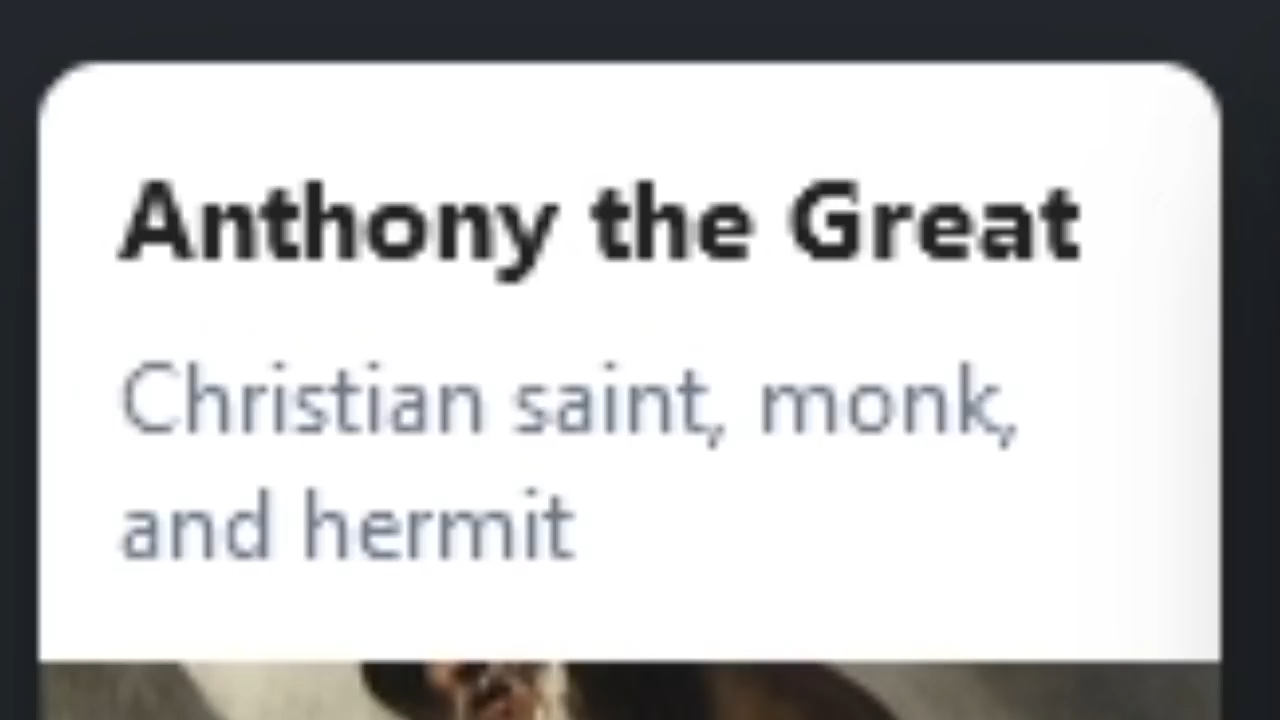 Anthony the Great
Christian saint, monk,
and hermit